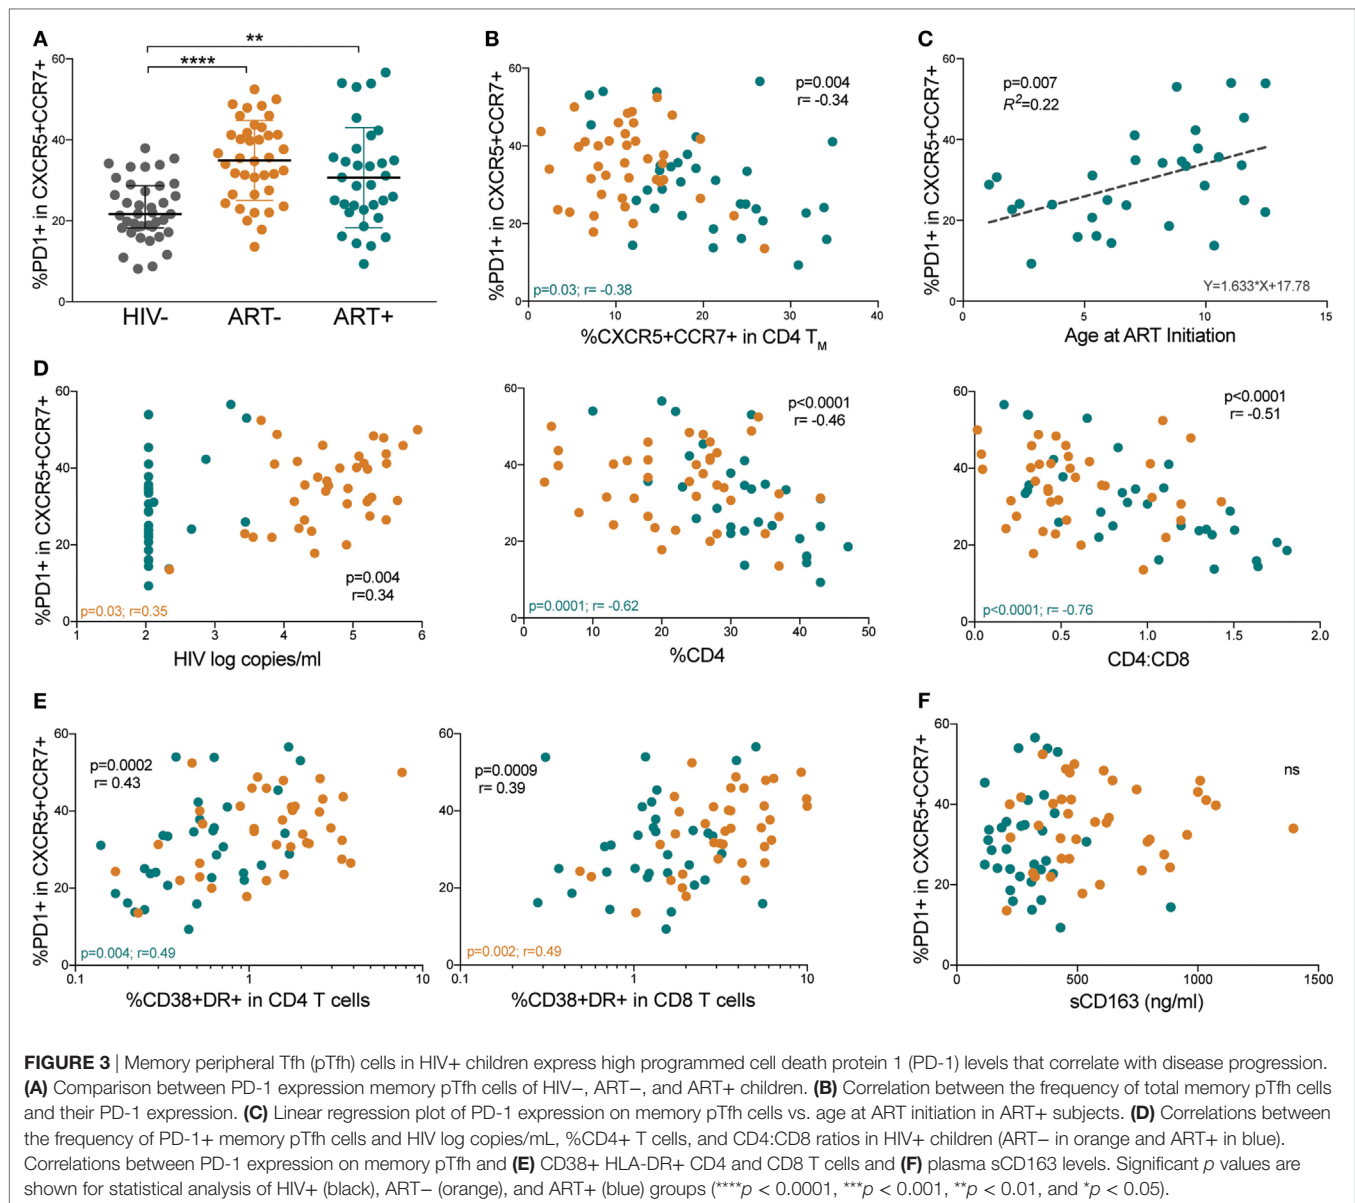 A
%PD1+ in CXCR5+CCR7+
60
40
20
0
**
****
HIV-
ART-
ART+
B
%PD1+ in CXCR5+CCR7+
60
40
20
0
p=0.004
r= -0.34
p=0.03; r= -0.38
0
10
20
30
40
%CXCR5+CCR7+ in CD4 TM
C
%PD1+ in CXCR5+CCR7+
60
40
20
0
p=0.007
R2=0.22
Y=1.633*X+17.78
0
5
10
15
Age at ART Initiation
D
%PD1+ in CXCR5+CCR7+
60
40
20
0
p=0.004
r=0.34
p=0.03; r=0.35
1
2
3
4
5
6
HIV log copies/ml
60
40
20
0
p<0.0001
r= -0.46
p=0.0001; r= -0.62
0
10
20
30
40
50
%CD4
60
40
20
0
p<0.0001
r= -0.51
p<0.0001; r= -0.76
0.0
0.5
1.0
1.5
2.0
CD4:CD8
E
%PD1+ in CXCR5+CCR7+
60
40
20
0
p=0.0002
r= 0.43
p=0.004; r=0.49
0.1
1
10
%CD38+DR+ in CD4 T cells
60
40
20
0
p=0.0009
r= 0.39
p=0.002; r=0.49
0.1
1
10
%CD38+DR+ in CD8 T cells
F
%PD1+ in CXCR5+CCR7+
60
40
20
0
ns
0
500
1000
1500
sCD163 (ng/ml)
FIGURE 3 | Memory peripheral Tfh (pTfh) cells in HIV+ children express high programmed cell death protein 1 (PD-1) levels that correlate with disease progression.
(A) Comparison between PD-1 expression memory pTfh cells of HIV−, ART−, and ART+ children. (B) Correlation between the frequency of total memory pTfh cells
and their PD-1 expression. (C) Linear regression plot of PD-1 expression on memory pTfh cells vs. age at ART initiation in ART+ subjects. (D) Correlations between
the frequency of PD-1+ memory pTfh cells and HIV log copies/mL, %CD4+ T cells, and CD4:CD8 ratios in HIV+ children (ART− in orange and ART+ in blue).
Correlations between PD-1 expression on memory pTfh and (E) CD38+ HLA-DR+ CD4 and CD8 T cells and (F) plasma sCD163 levels. Significant p values are
shown for statistical analysis of HIV+ (black), ART− (orange), and ART+ (blue) groups (****p < 0.0001, ***p < 0.001, **p < 0.01, and *p < 0.05).